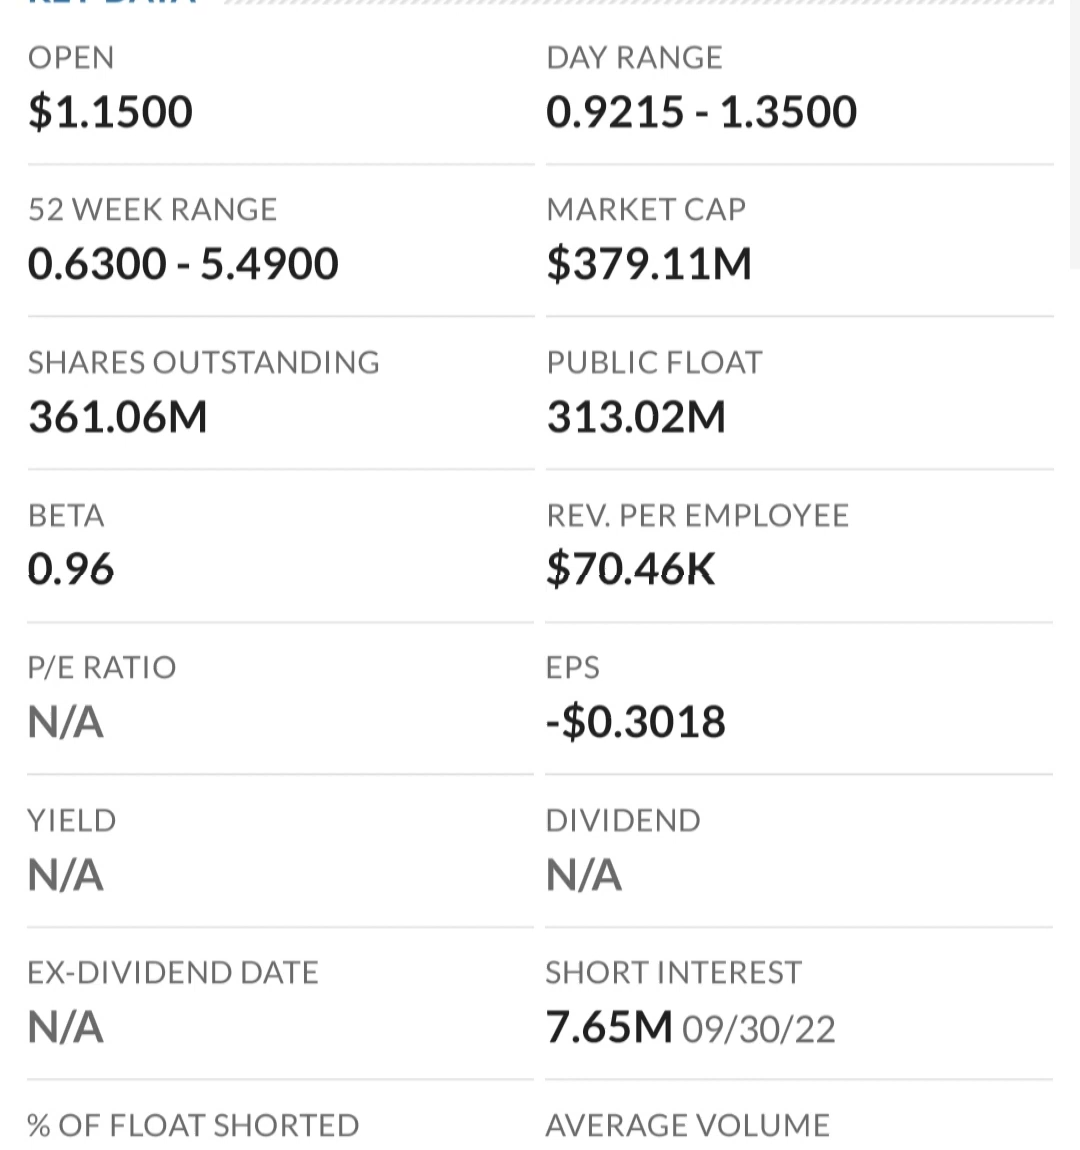 OPEN
$1.1500
DAY RANGE
0.9215 - 1.3500
52 WEEK RANGE
0.6300 - 5.4900
MARKET CAP
$379.11M
SHARES OUTSTANDING
361.06M
PUBLIC FLOAT
313.02M
BETA
0.96
REV. PER EMPLOYEE
$70.46K
P/E RATIO
N/A
EPS
-$0.3018
YIELD
N/A
DIVIDEND
N/A
EX-DIVIDEND DATE
N/A
SHORT INTEREST
7.65M 09/30/22
% OF FLOAT SHORTED
AVERAGE VOLUME